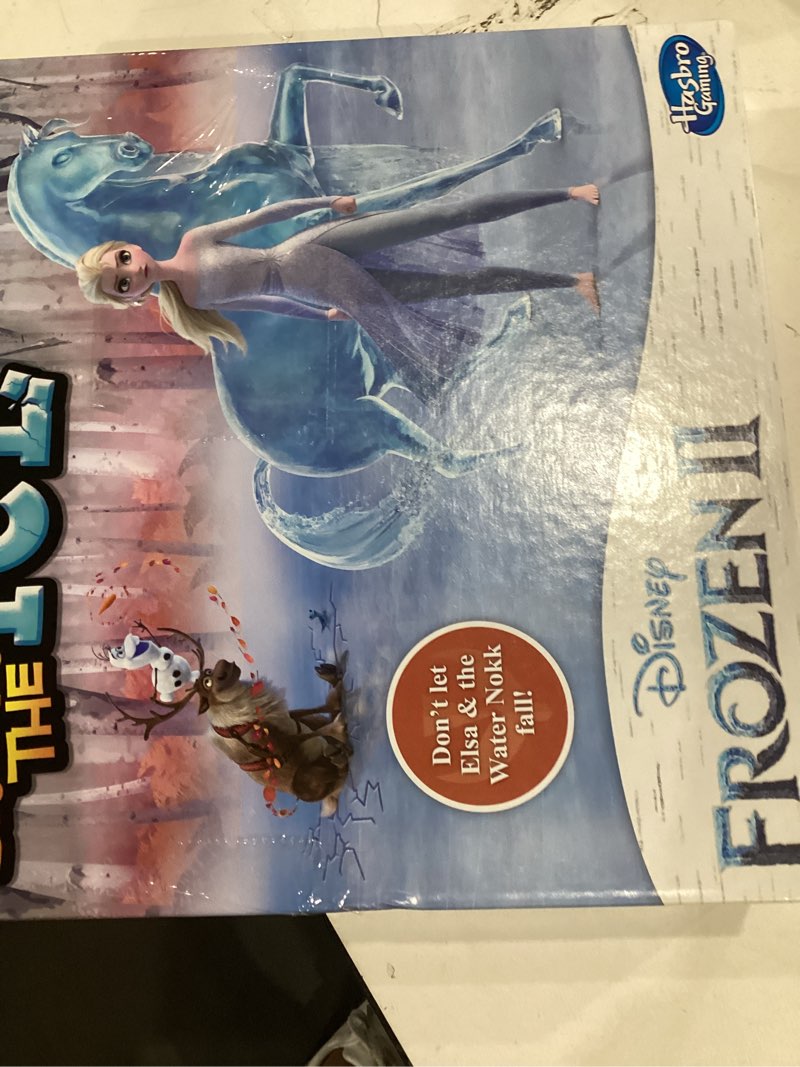 THE
ICE
Don't let
Elsa & the
Water Nokk
fall!
Disney
FROZEN II
Hasbro
Gaming